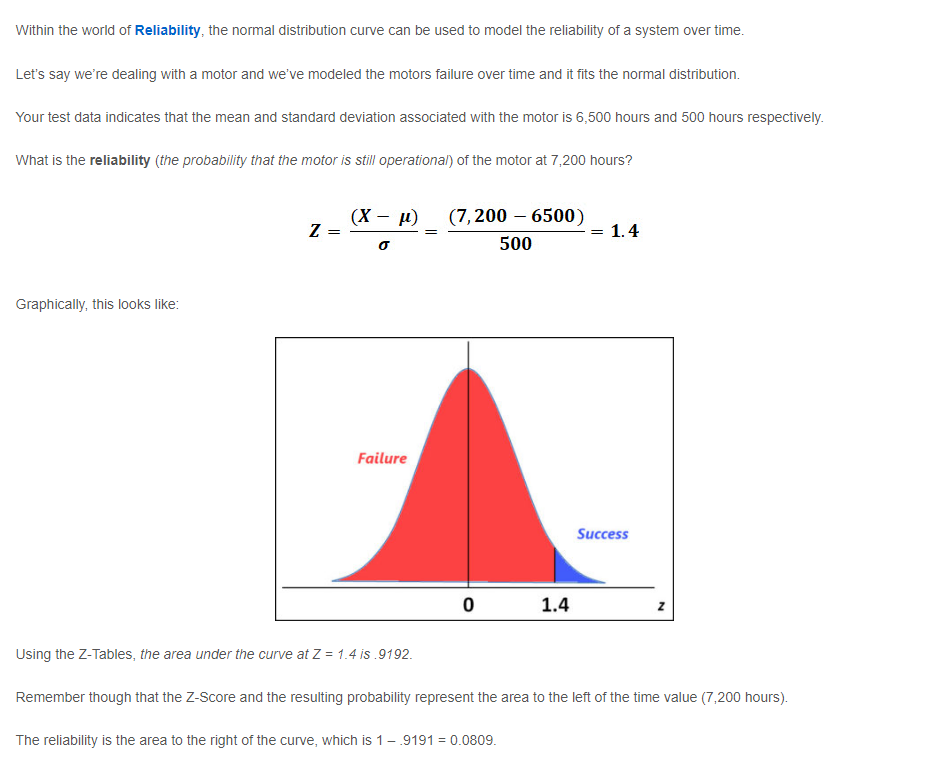 Within the world of Reliability, the normal distribution curve can be used to model the reliability of a system over time.
Let's say we're dealing with a motor and we've modeled the motors failure over time and it fits the normal distribution.
Your test data indicates that the mean and standard deviation associated with the motor is 6,500 hours and 500 hours respectively.
What is the reliability (the probability that the motor is still operational) of the motor at 7,200 hours?
Z = (X − μ) / σ = (7,200 − 6500) / 500 = 1.4
Graphically, this looks like:
Failure
Success
0 1.4 z
Using the Z-Tables, the area under the curve at Z = 1.4 is .9192.
Remember though that the Z-Score and the resulting probability represent the area to the left of the time value (7,200 hours).
The reliability is the area to the right of the curve, which is 1 – .9191 = 0.0809.